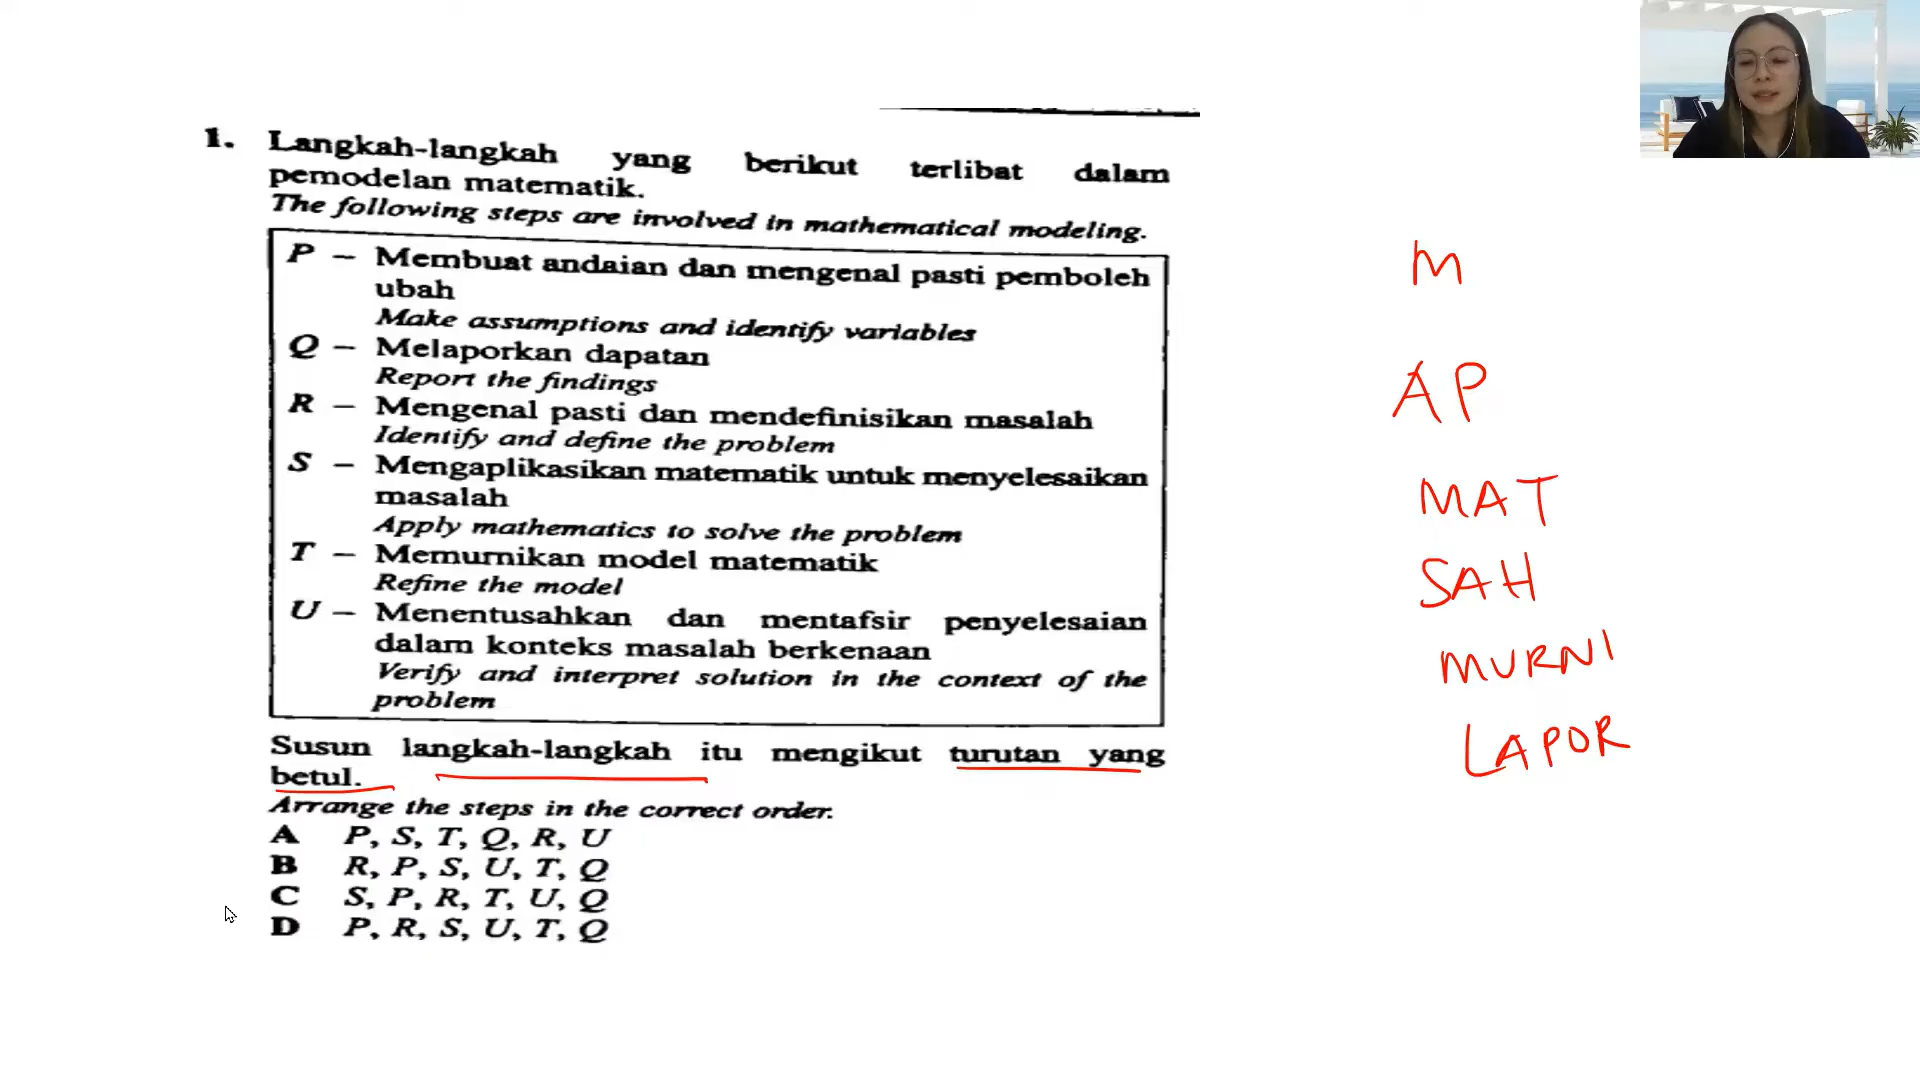 1. Langkah-langkah yang berikut terlibat dalam
pemodelan matematik.
The following steps are involved in mathematical modeling.
P – Membuat andaian dan mengenal pasti pemboleh
ubah
Make assumptions and identify variables
Q – Melaporkan dapatan
Report the findings
R – Mengenal pasti dan mendefinisikan masalah
Identify and define the problem
S – Mengaplikasikan matematik untuk menyelesaikan
masalah
Apply mathematics to solve the problem
T – Memurnikan model matematik
Refine the model
U – Menentusahkan dan mentafsir penyelesaian
dalam konteks masalah berkenaan
Verify and interpret solution in the context of the
problem
Susun langkah-langkah itu mengikut turutan yang
betul.
Arrange the steps in the correct order.
A P, S, T, Q, R, U
B R, P, S, U, T, Q
C S, P, R, T, U, Q
D P, R, S, U, T, Q
M
AP
MAT
SAH
MURNI
LAPOR